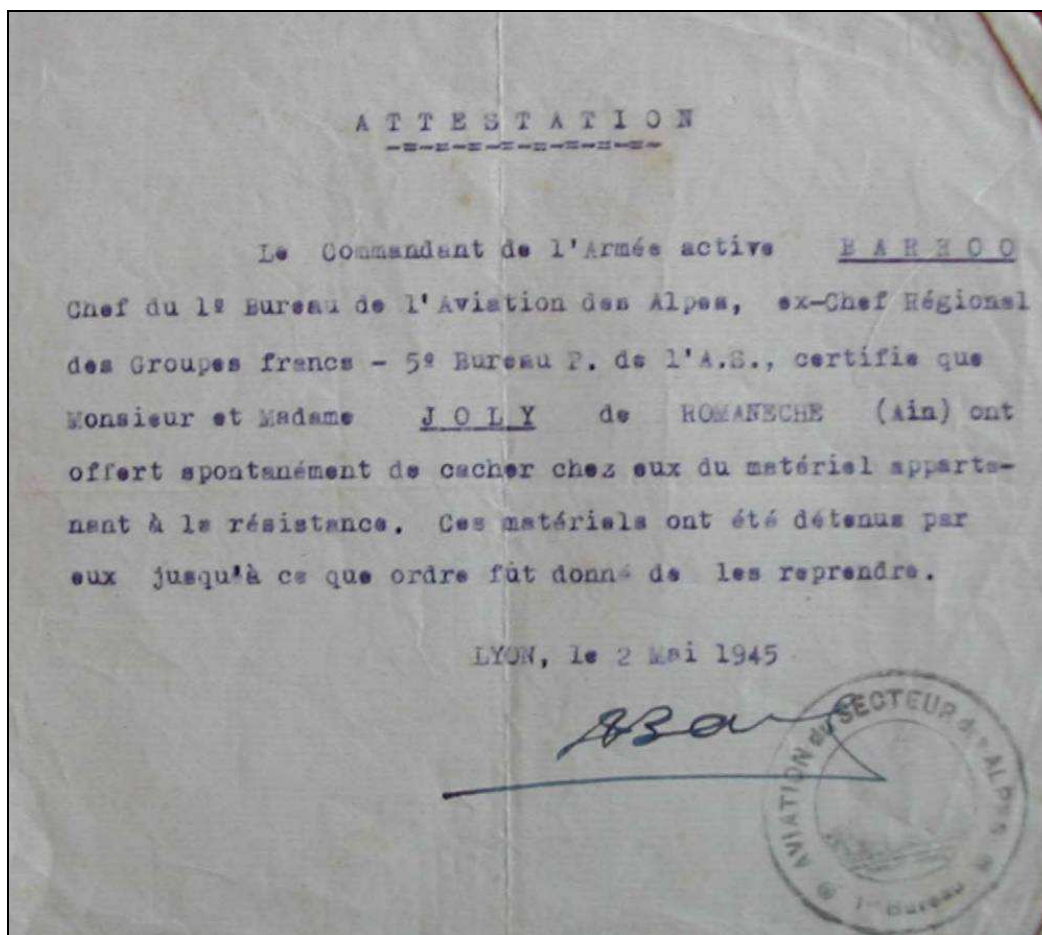 ATTESTATION
Le Commandant de l'Armée active BARROO
Chef du 1º Bureau de l'Aviation des Alpes, ex-Chef Régional
des Groupes francs - 5º Bureau P. de l'A.S., certifie que
Monsieur et Madame JOLY de ROMANECHE (Ain) ont
offert spontanément de cacher chez eux du matériel apparte-
nant à la résistance. Ces matériels ont été détenus par
eux jusqu'à ce que ordre fût donné de les reprendre.
LYON, le 2 Mai 1945
AVIATION du SECTEUR des ALPES
1er Bureau